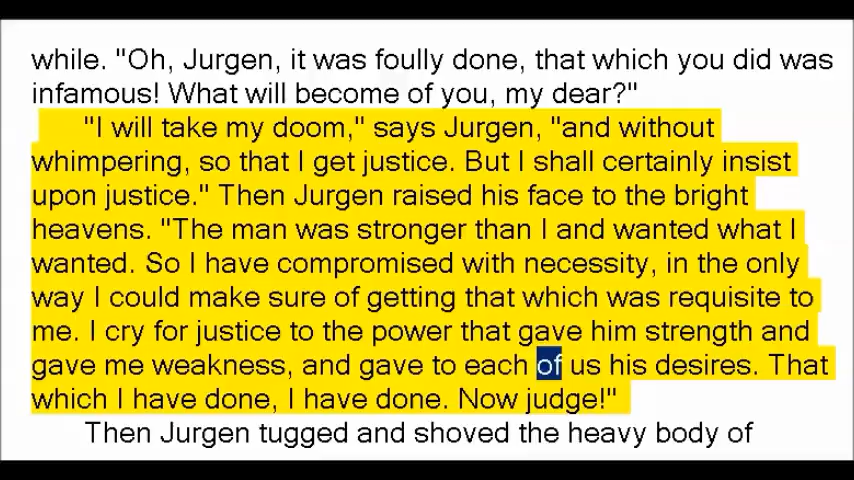 while. "Oh, Jurgen, it was foully done, that which you did was
infamous! What will become of you, my dear?"
"I will take my doom," says Jurgen, "and without
whimpering, so that I get justice. But I shall certainly insist
upon justice." Then Jurgen raised his face to the bright
heavens. "The man was stronger than I and wanted what I
wanted. So I have compromised with necessity, in the only
way I could make sure of getting that which was requisite to
me. I cry for justice to the power that gave him strength and
gave me weakness, and gave to each of us his desires. That
which I have done, I have done. Now judge!"
Then Jurgen tugged and shoved the heavy body of